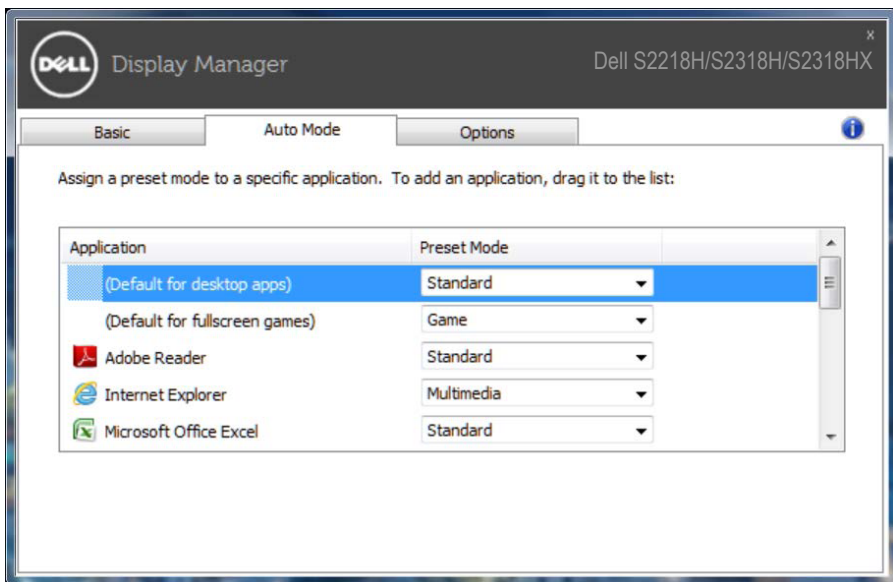 DELL Display Manager Dell S2218H/S2318H/S2318HX
x
Basic Auto Mode Options i
Assign a preset mode to a specific application. To add an application, drag it to the list:
Application Preset Mode
(Default for desktop apps) Standard
(Default for fullscreen games) Game
Adobe Reader Standard
Internet Explorer Multimedia
Microsoft Office Excel Standard